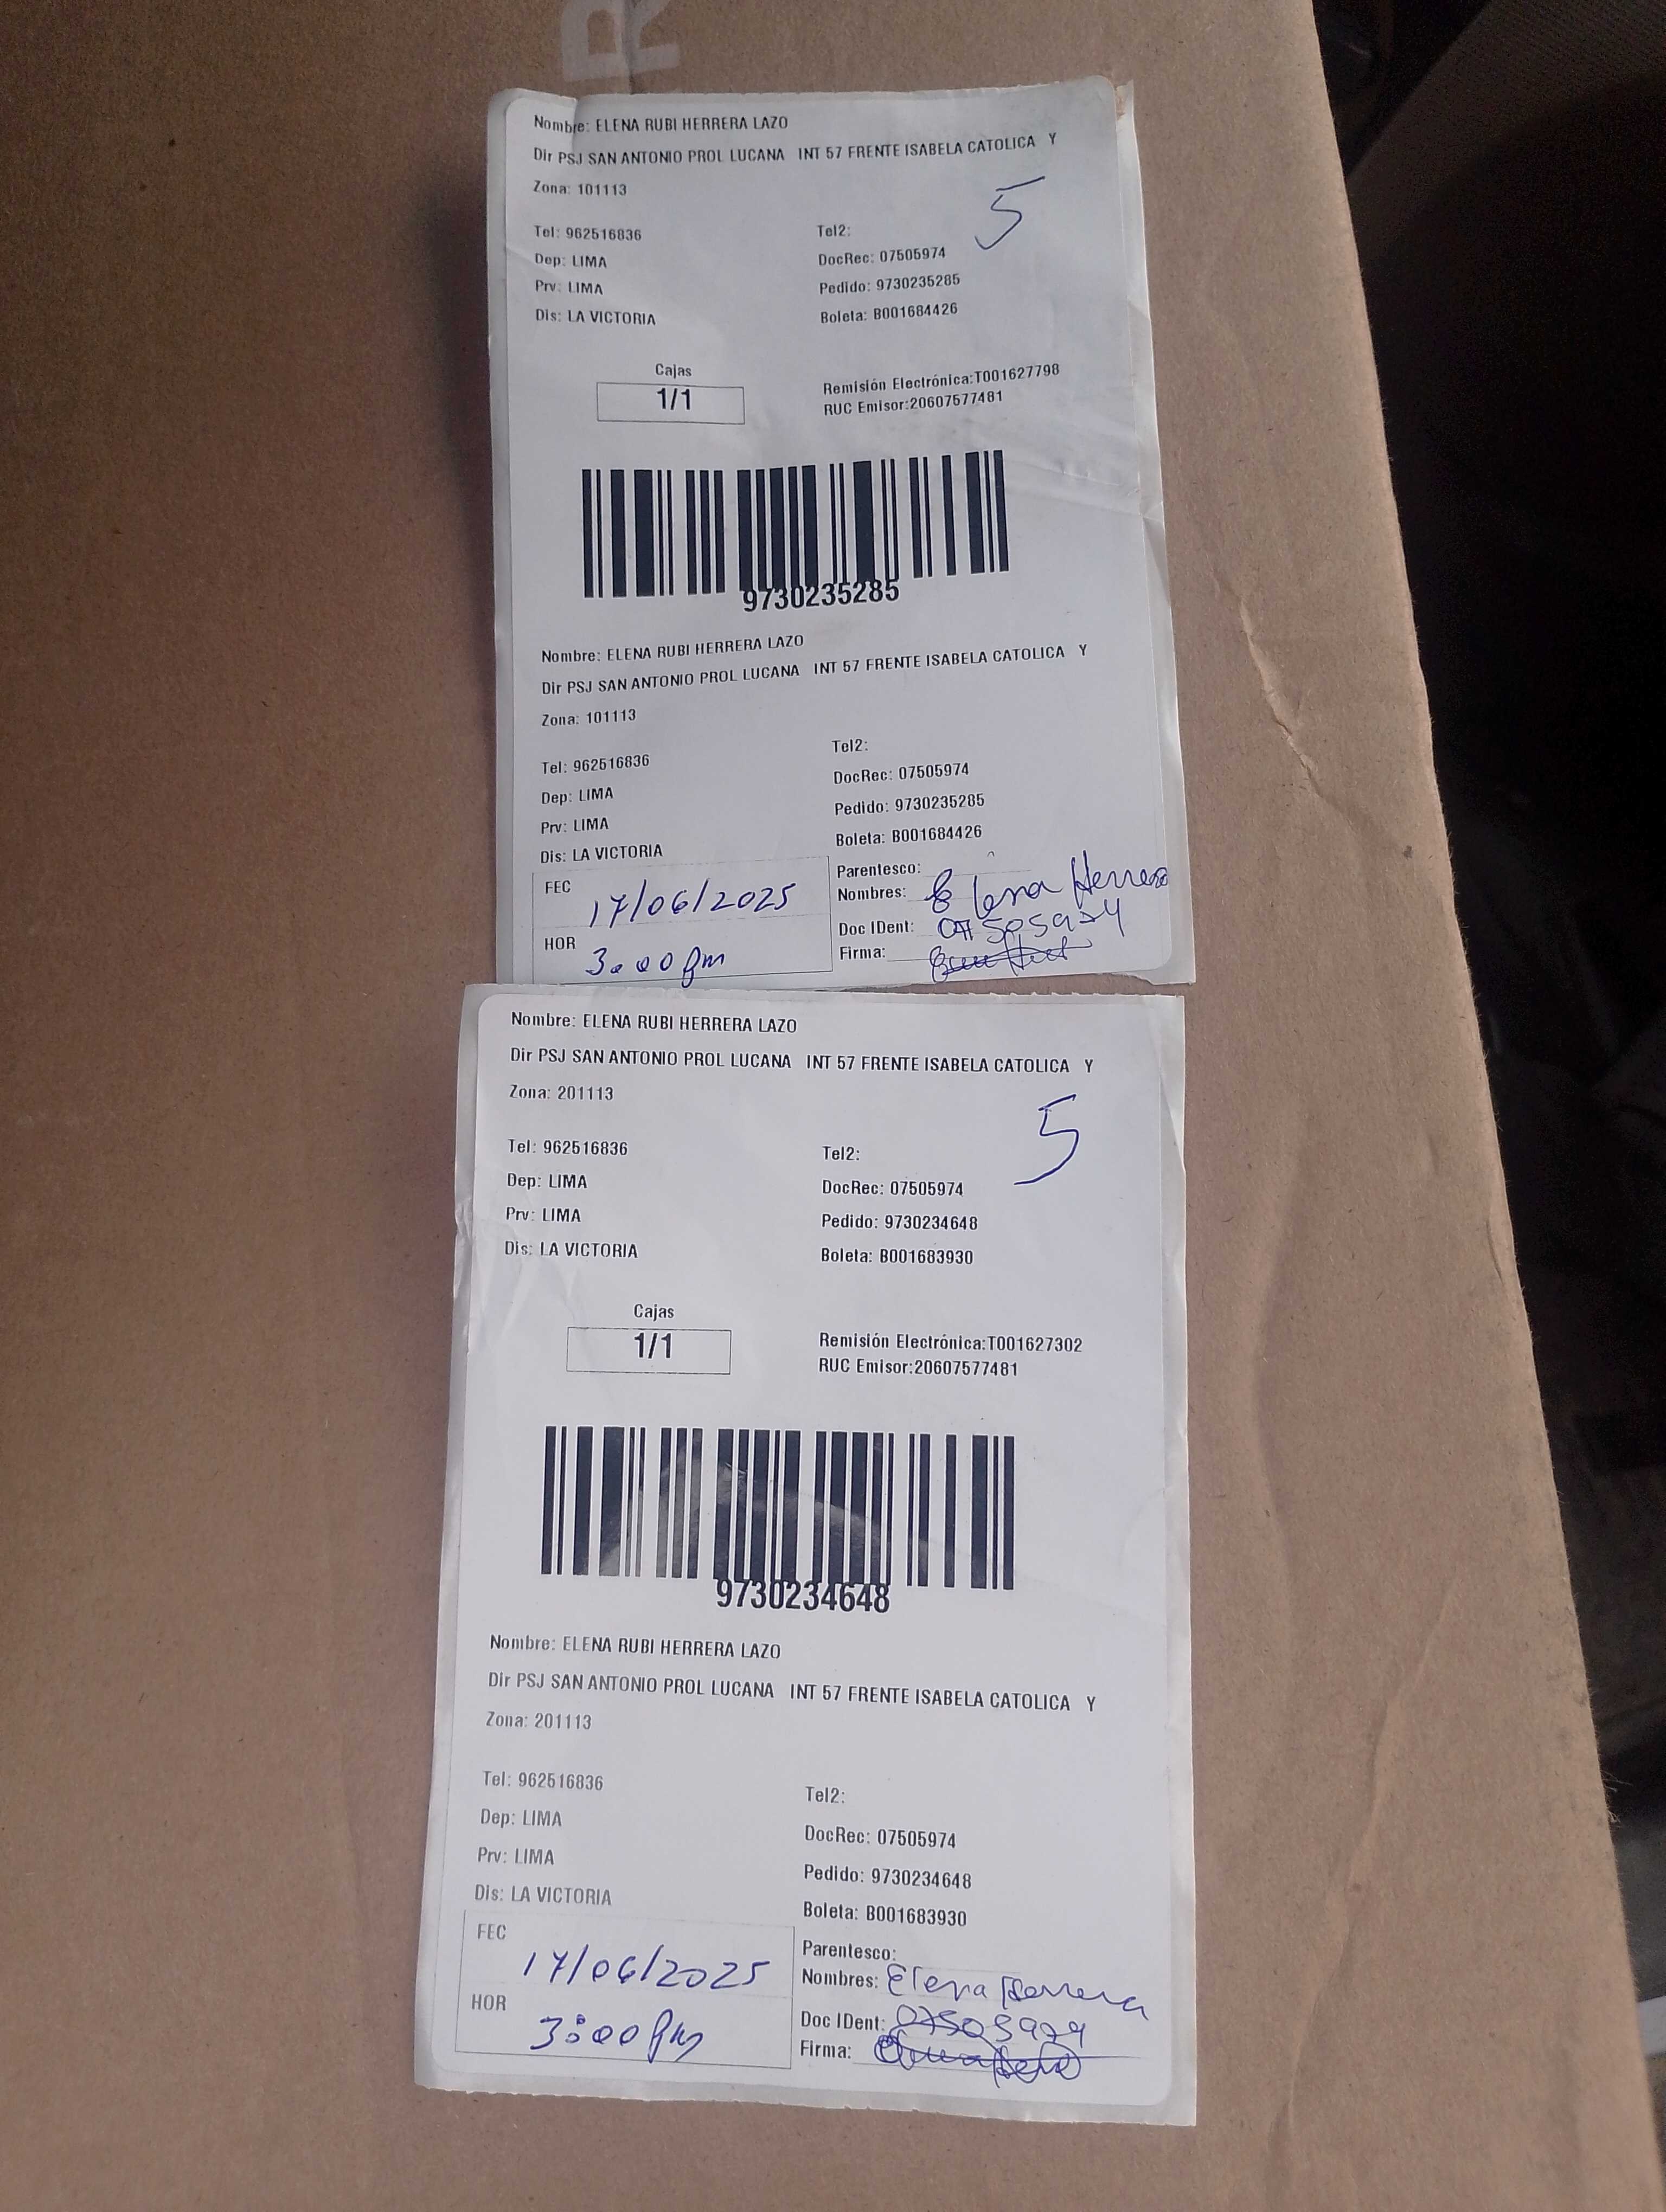 R
Nombre: ELENA RUBI HERRERA LAZO
Dir PSJ SAN ANTONIO PROL LUCANA INT 57 FRENTE ISABELA CATOLICA Y
Zona: 101113
5
Tel: 962516836
Tel2:
Dep: LIMA
DocRec: 07505974
Prv: LIMA
Pedido: 9730235285
Dis: LA VICTORIA
Boleta: B001684426
Cajas
1/1
Remisión Electrónica:T001627798
RUC Emisor:20607577481
9730235285
Nombre: ELENA RUBI HERRERA LAZO
Dir PSJ SAN ANTONIO PROL LUCANA INT 57 FRENTE ISABELA CATOLICA Y
Zona: 101113
Tel: 962516836
Tel2:
Dep: LIMA
DocRec: 07505974
Prv: LIMA
Pedido: 9730235285
Dis: LA VICTORIA
Boleta: B001684426
FEC 17/06/2025
HOR 3:00 pm
Parentesco:
Nombres: Elena Herrera
Doc IDent: 07505974
Firma:
Nombre: ELENA RUBI HERRERA LAZO
Dir PSJ SAN ANTONIO PROL LUCANA INT 57 FRENTE ISABELA CATOLICA Y
Zona: 201113
5
Tel: 962516836
Tel2:
Dep: LIMA
DocRec: 07505974
Prv: LIMA
Pedido: 9730234648
Dis: LA VICTORIA
Boleta: B001683930
Cajas
1/1
Remisión Electrónica:T001627302
RUC Emisor:20607577481
9730234648
Nombre: ELENA RUBI HERRERA LAZO
Dir PSJ SAN ANTONIO PROL LUCANA INT 57 FRENTE ISABELA CATOLICA Y
Zona: 201113
Tel: 962516836
Tel2:
Dep: LIMA
DocRec: 07505974
Prv: LIMA
Pedido: 9730234648
Dis: LA VICTORIA
Boleta: B001683930
FEC 17/06/2025
HOR 3:00 pm
Parentesco:
Nombres: Elena Herrera
Doc IDent: 07505974
Firma: